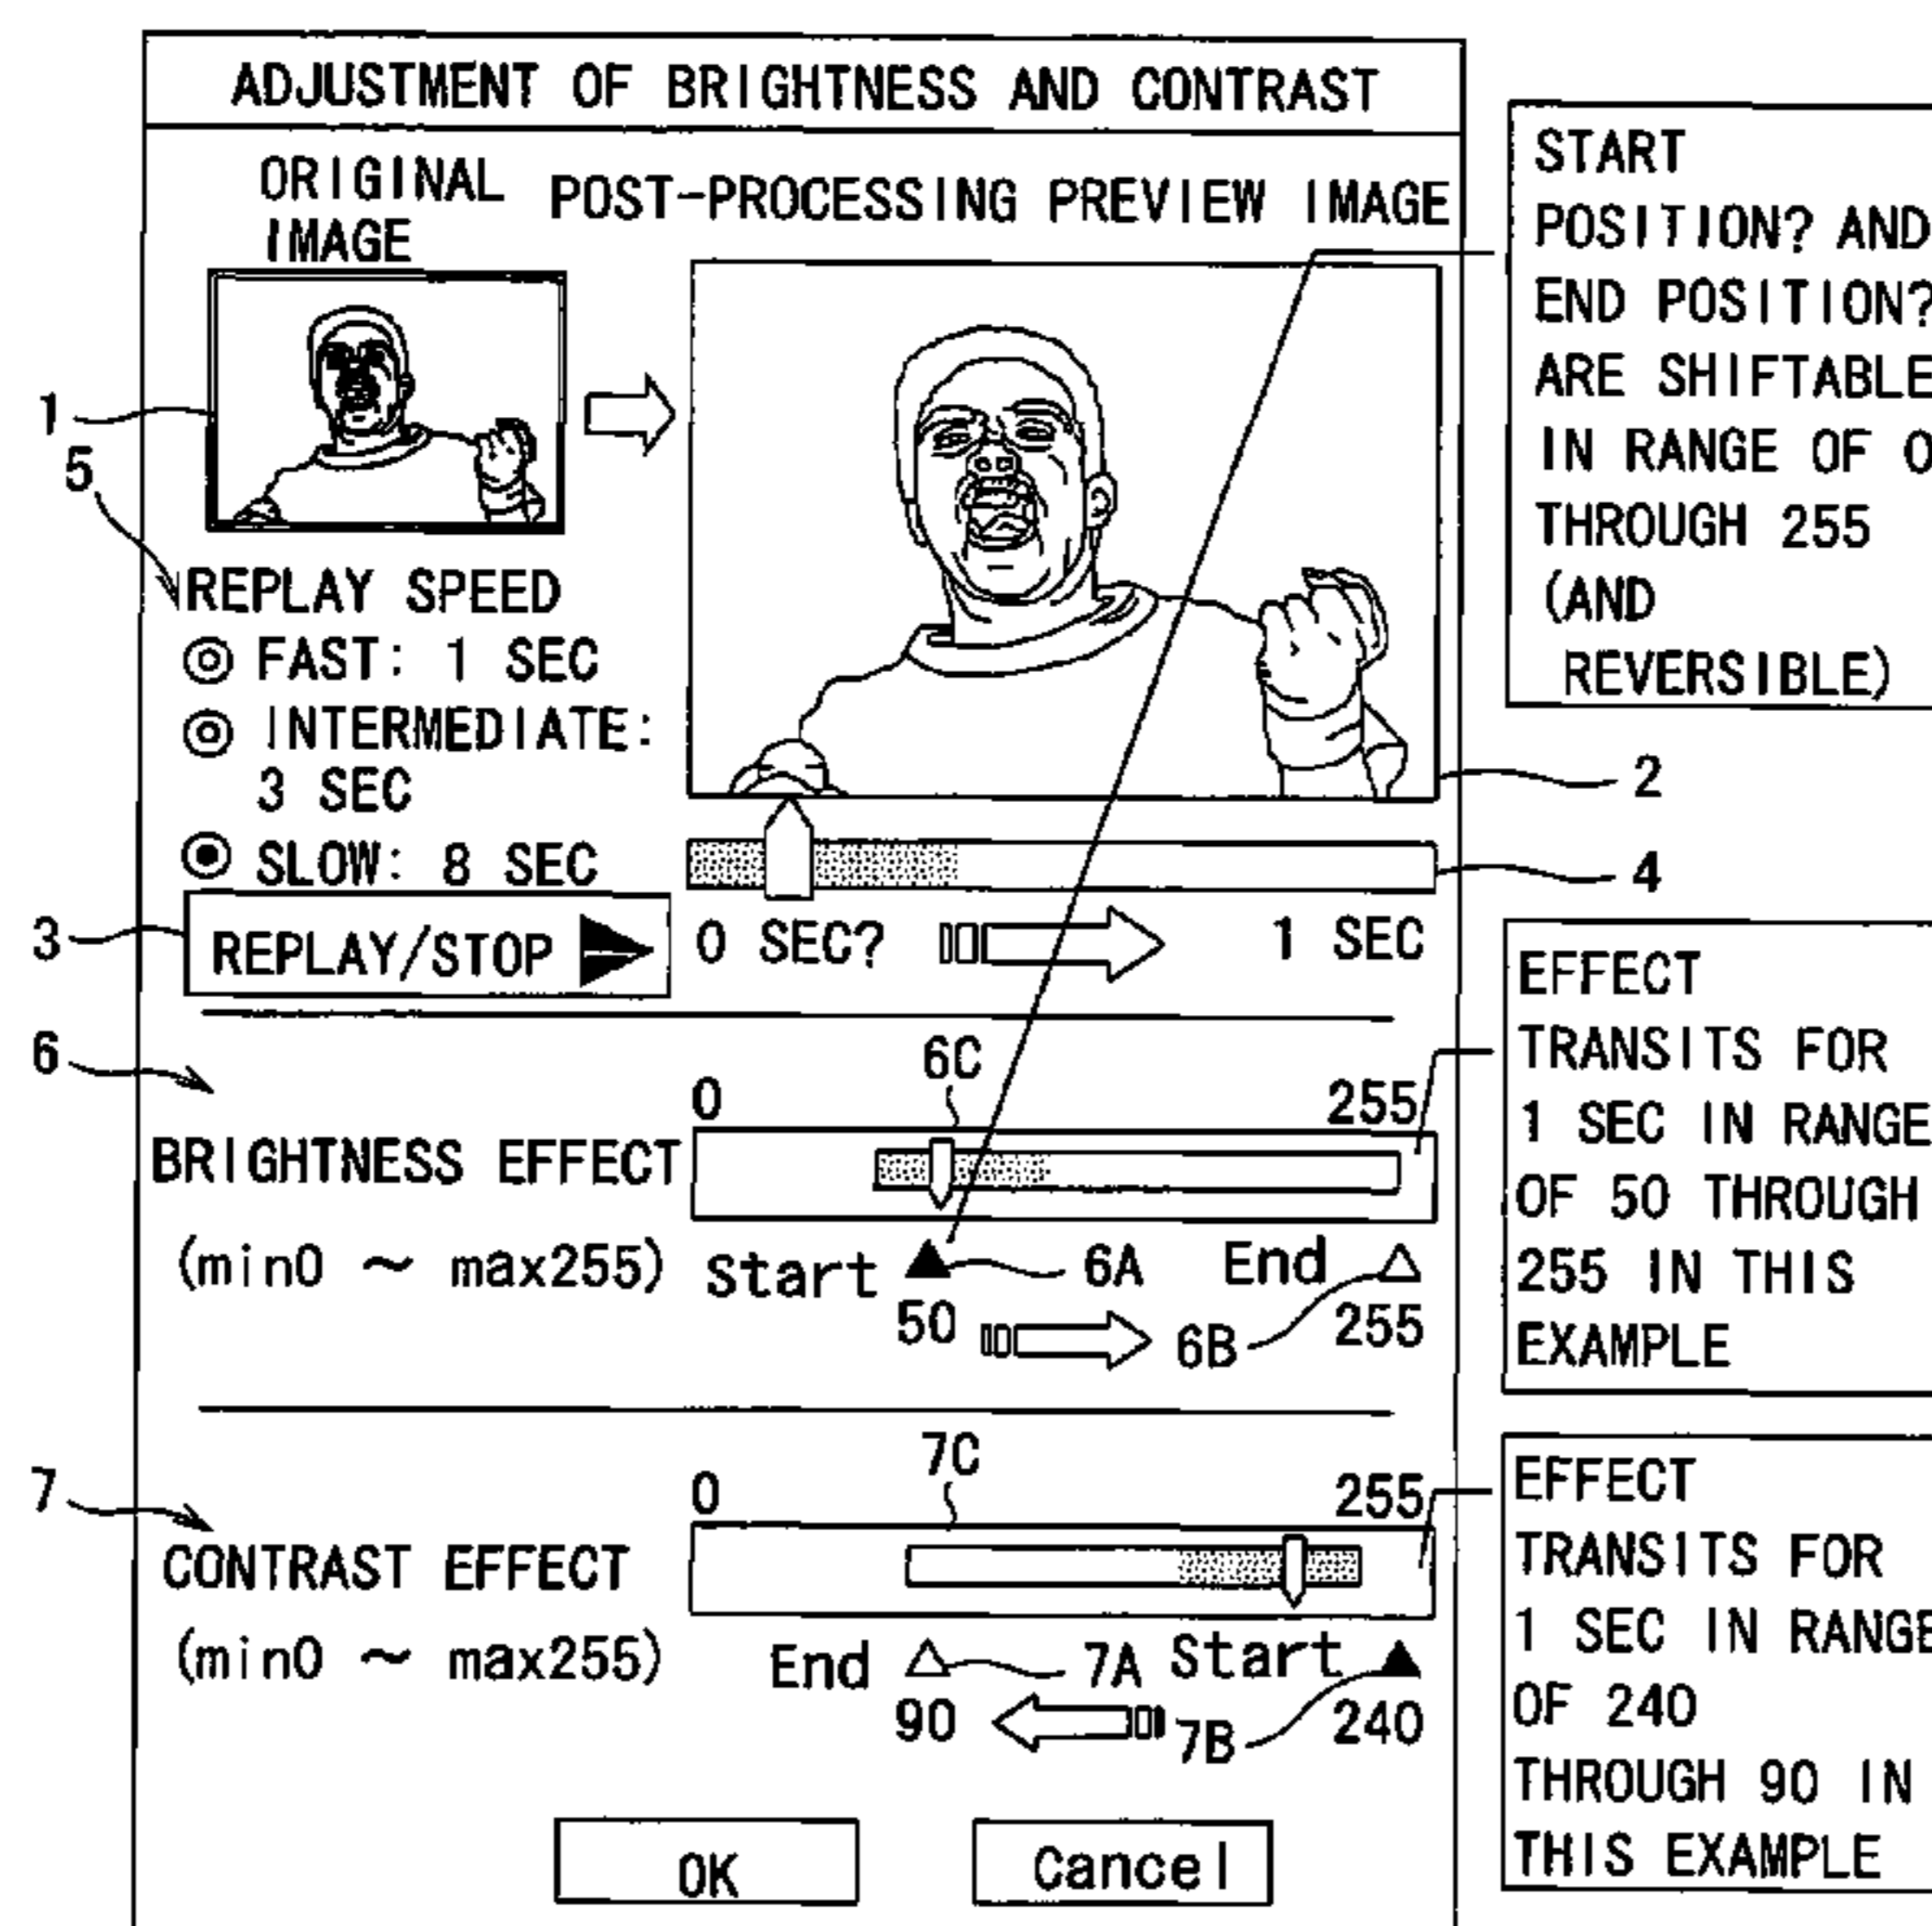 ADJUSTMENT OF BRIGHTNESS AND CONTRAST
ORIGINAL
IMAGE
POST-PROCESSING PREVIEW IMAGE
1
5
REPLAY SPEED
FAST: 1 SEC
INTERMEDIATE:
3 SEC
SLOW: 8 SEC
2
4
3
REPLAY/STOP
0 SEC?
1 SEC
6
6C
0
255
BRIGHTNESS EFFECT
(min0 ~ max255)
Start
6A
End
50
6B
255
7
7C
0
255
CONTRAST EFFECT
(min0 ~ max255)
End
7A
Start
90
7B
240
OK
Cancel
START
POSITION? AND
END POSITION?
ARE SHIFTABLE
IN RANGE OF 0
THROUGH 255
(AND
REVERSIBLE)
EFFECT
TRANSITS FOR
1 SEC IN RANGE
OF 50 THROUGH
255 IN THIS
EXAMPLE
EFFECT
TRANSITS FOR
1 SEC IN RANGE
OF 240
THROUGH 90 IN
THIS EXAMPLE